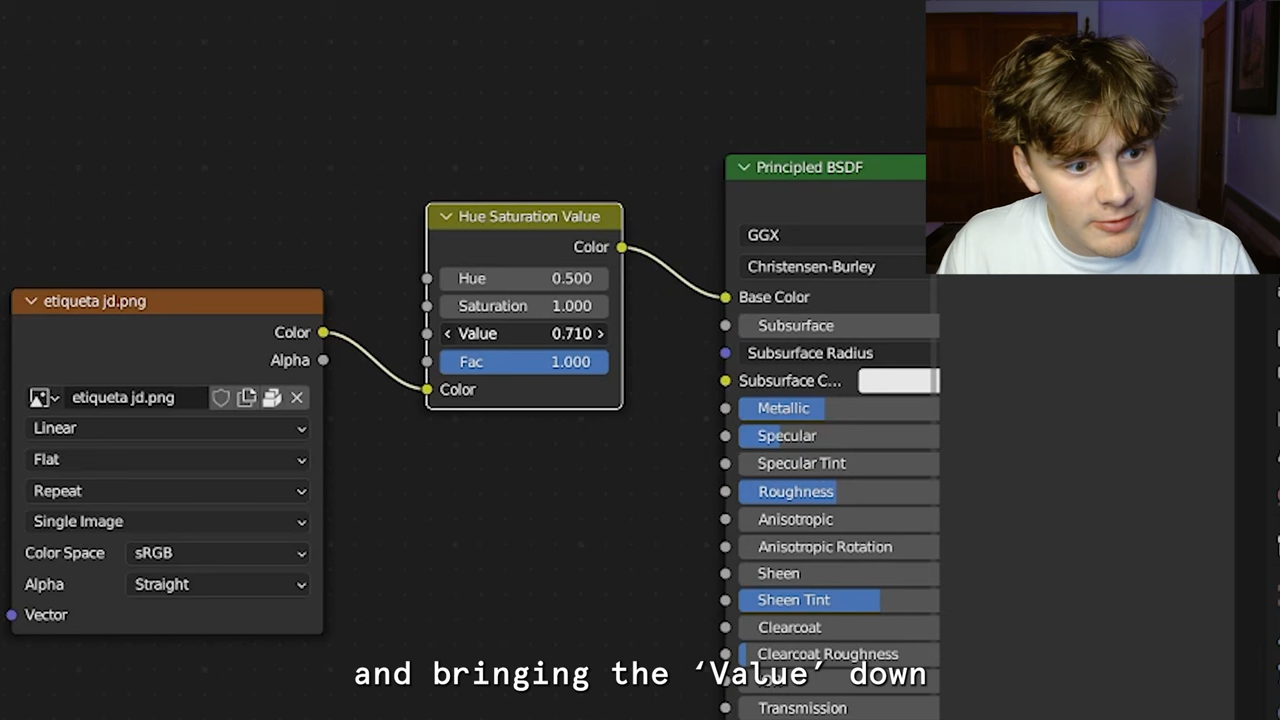 etiqueta jd.png
Color
Alpha
etiqueta jd.png
Linear
Flat
Repeat
Single Image
Color Space sRGB
Alpha Straight
Vector
Hue Saturation Value
Color
Hue 0.500
Saturation 1.000
Value 0.710
Fac 1.000
Color
Principled BSDF
GGX
Christensen-Burley
Base Color
Subsurface
Subsurface Radius
Subsurface C...
Metallic
Specular
Specular Tint
Roughness
Anisotropic
Anisotropic Rotation
Sheen
Sheen Tint
Clearcoat
Clearcoat Roughness
Transmission
and bringing the ‘Value’ down